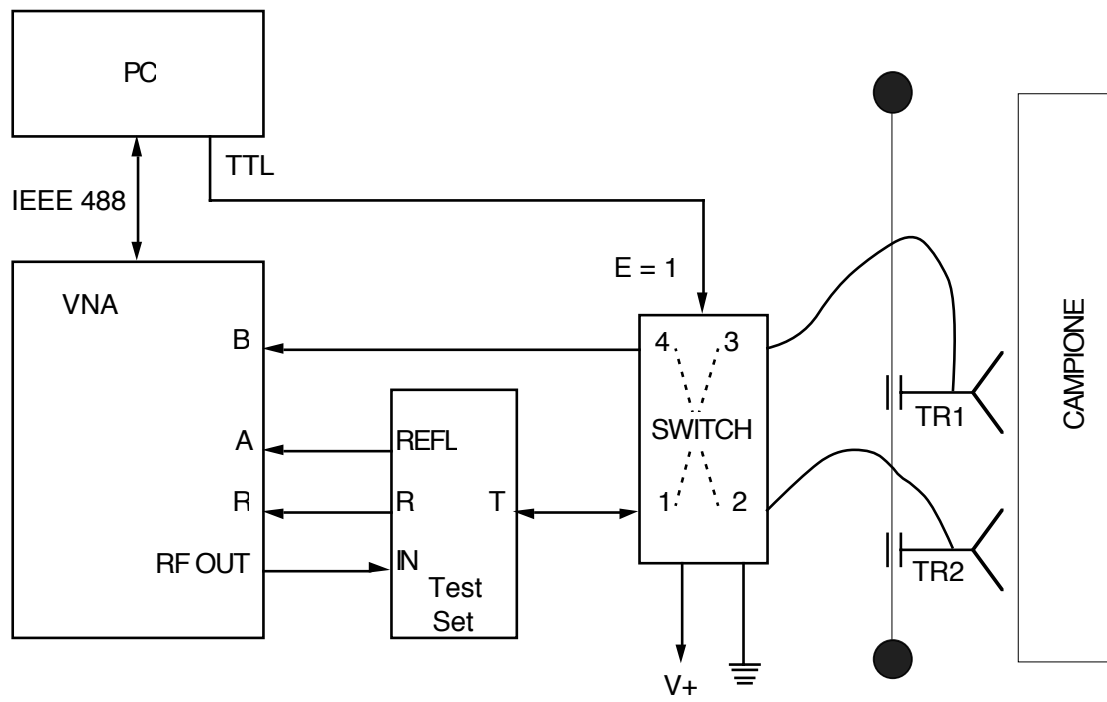 PC
TTL
IEEE 488
E = 1
VNA
B
4
3
CAMPIONE
TR1
A
REFL
SWITCH
R
R
T
1
2
RF OUT
IN
Test
Set
TR2
V+